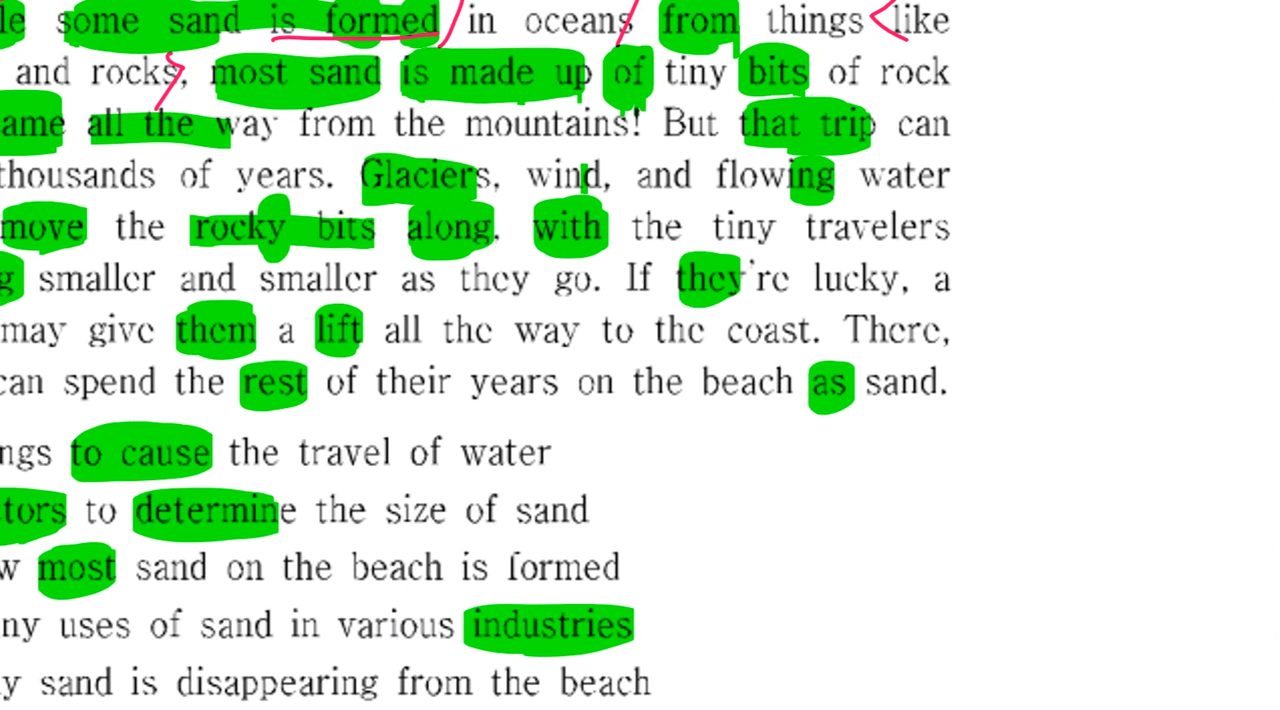 le some sand is formed in oceans from things like
and rocks, most sand is made up of tiny bits of rock
ame all the way from the mountains! But that trip can
thousands of years. Glaciers, wind, and flowing water
move the rocky bits along, with the tiny travelers
g smaller and smaller as they go. If they're lucky, a
may give them a lift all the way to the coast. There,
can spend the rest of their years on the beach as sand.
ngs to cause the travel of water
ctors to determine the size of sand
w most sand on the beach is formed
ny uses of sand in various industries
y sand is disappearing from the beach